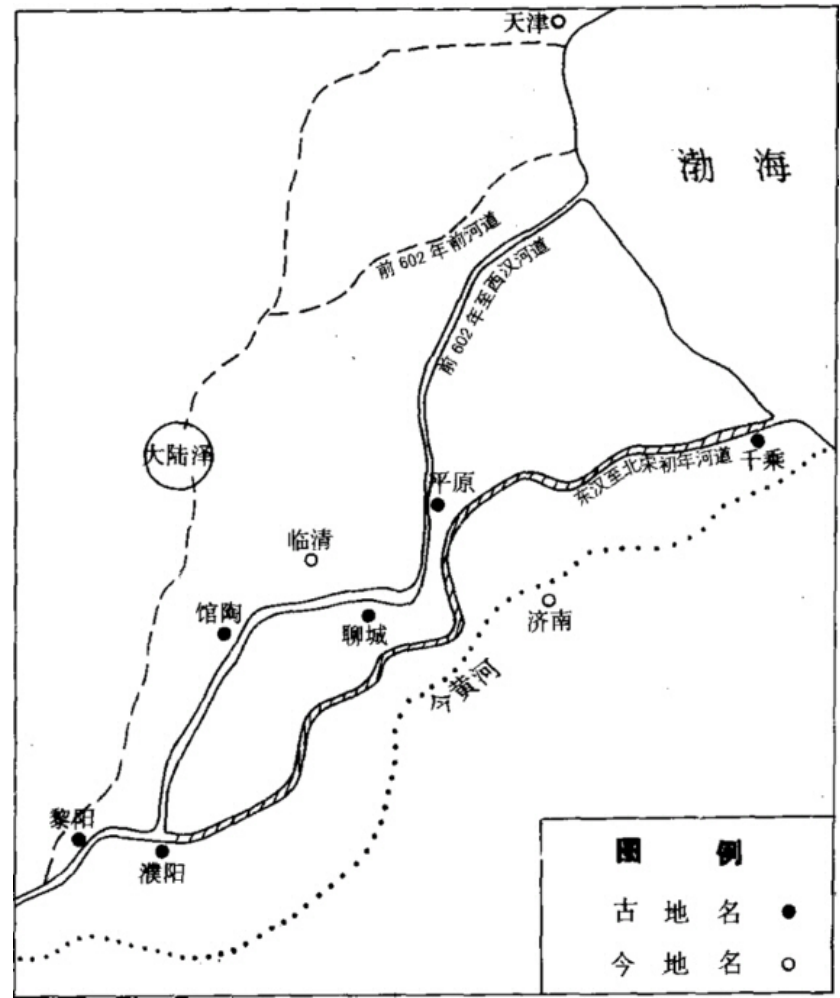 天津
渤海
前602年前河道
前602年至西汉河道
大陆泽
千乘
东汉至北宋初年河道
平原
临清
馆陶
聊城
济南
今黄河
黎阳
濮阳
图例
古地名
今地名